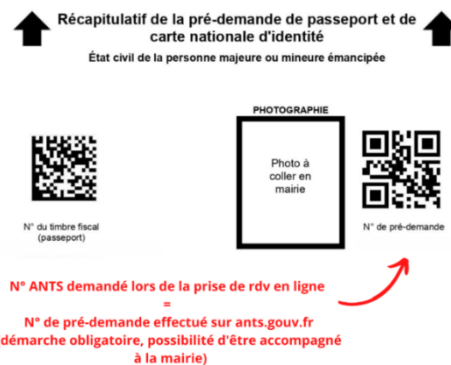 Récapitulatif de la pré-demande de passeport et de
carte nationale d'identité
État civil de la personne majeure ou mineure émancipée
PHOTOGRAPHIE
Photo à
coller en
mairie
N° du timbre fiscal
(passeport)
N° de pré-demande
N° ANTS demandé lors de la prise de rdv en ligne
=
N° de pré-demande effectué sur ants.gouv.fr
démarche obligatoire, possibilité d'être accompagné
à la mairie)